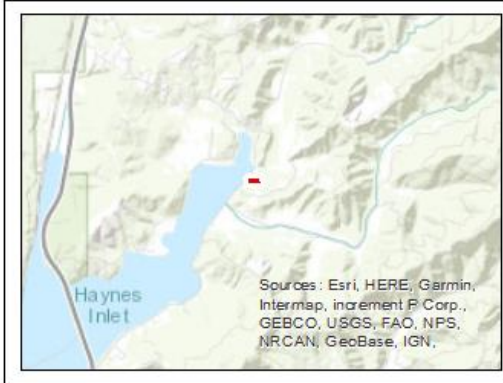 Haynes
Inlet
Sources: Esri, HERE, Garmin,
Intermap, increment P Corp.,
GEBCO, USGS, FAO, NPS,
NRCAN, GeoBase, IGN,